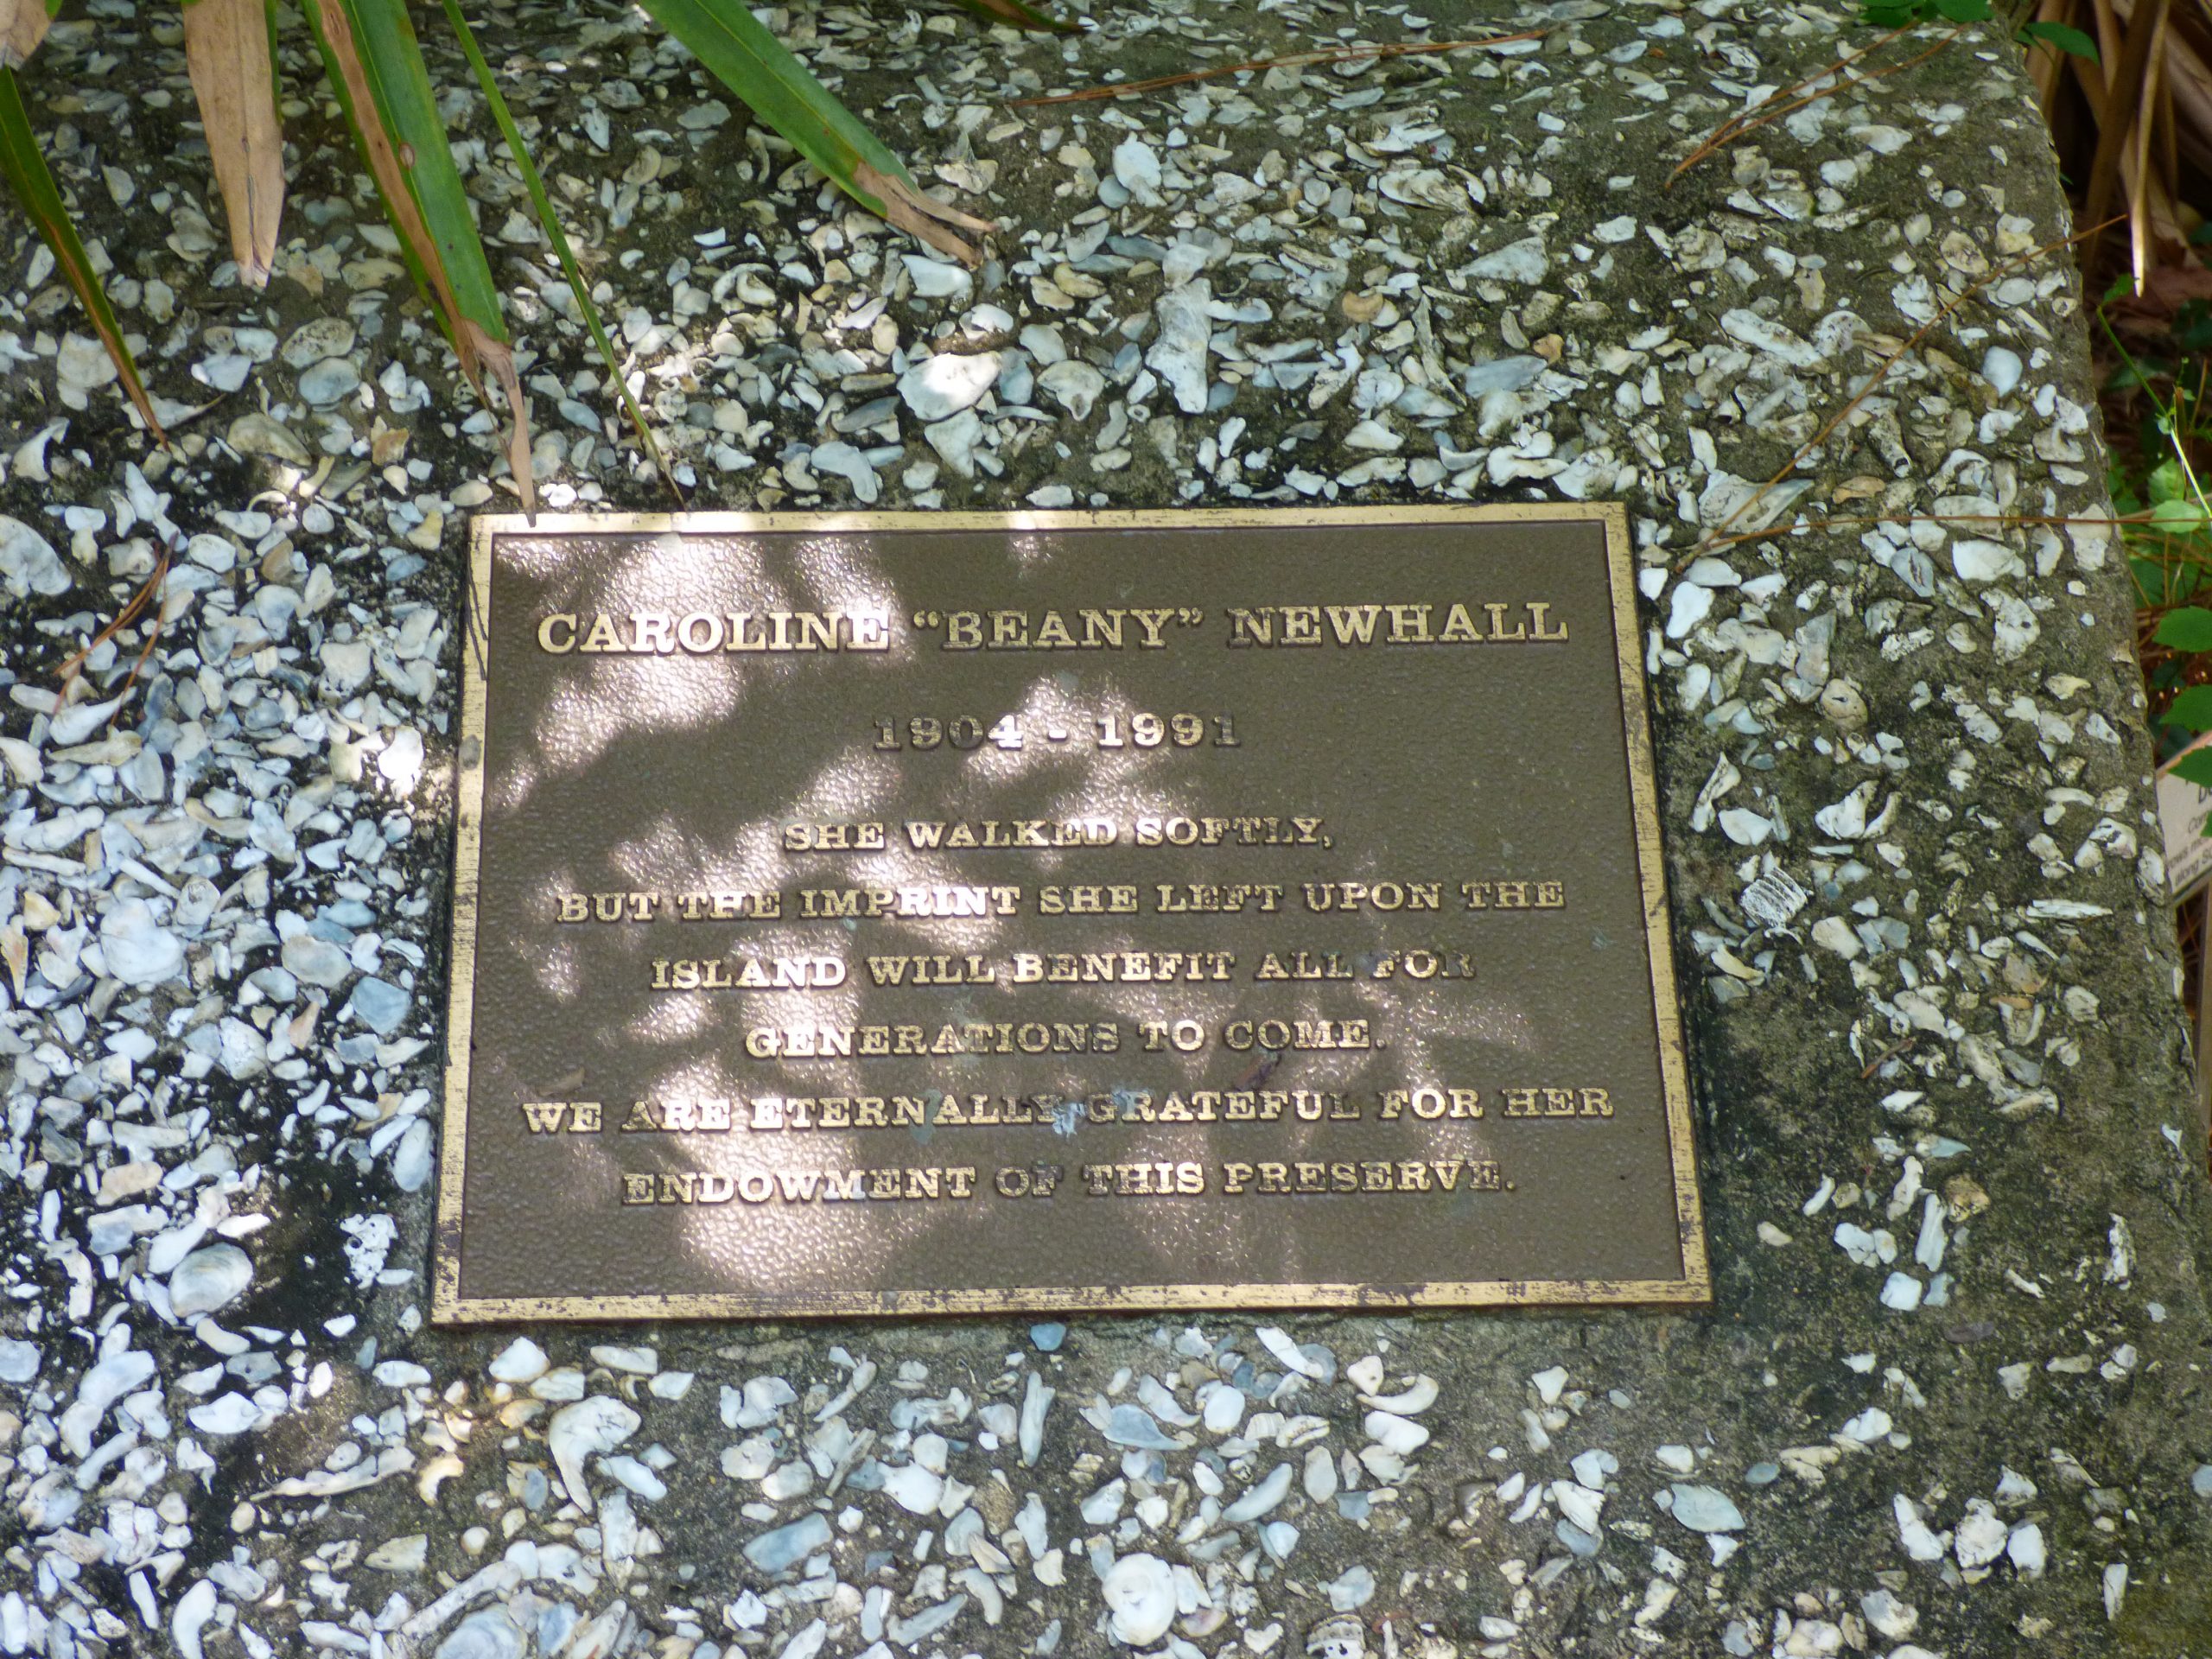 CAROLINE “BEANY” NEWHALL
1904 - 1991
SHE WALKED SOFTLY,
BUT THE IMPRINT SHE LEFT UPON THE
ISLAND WILL BENEFIT ALL FOR
GENERATIONS TO COME.
WE ARE ETERNALLY GRATEFUL FOR HER
ENDOWMENT OF THIS PRESERVE.